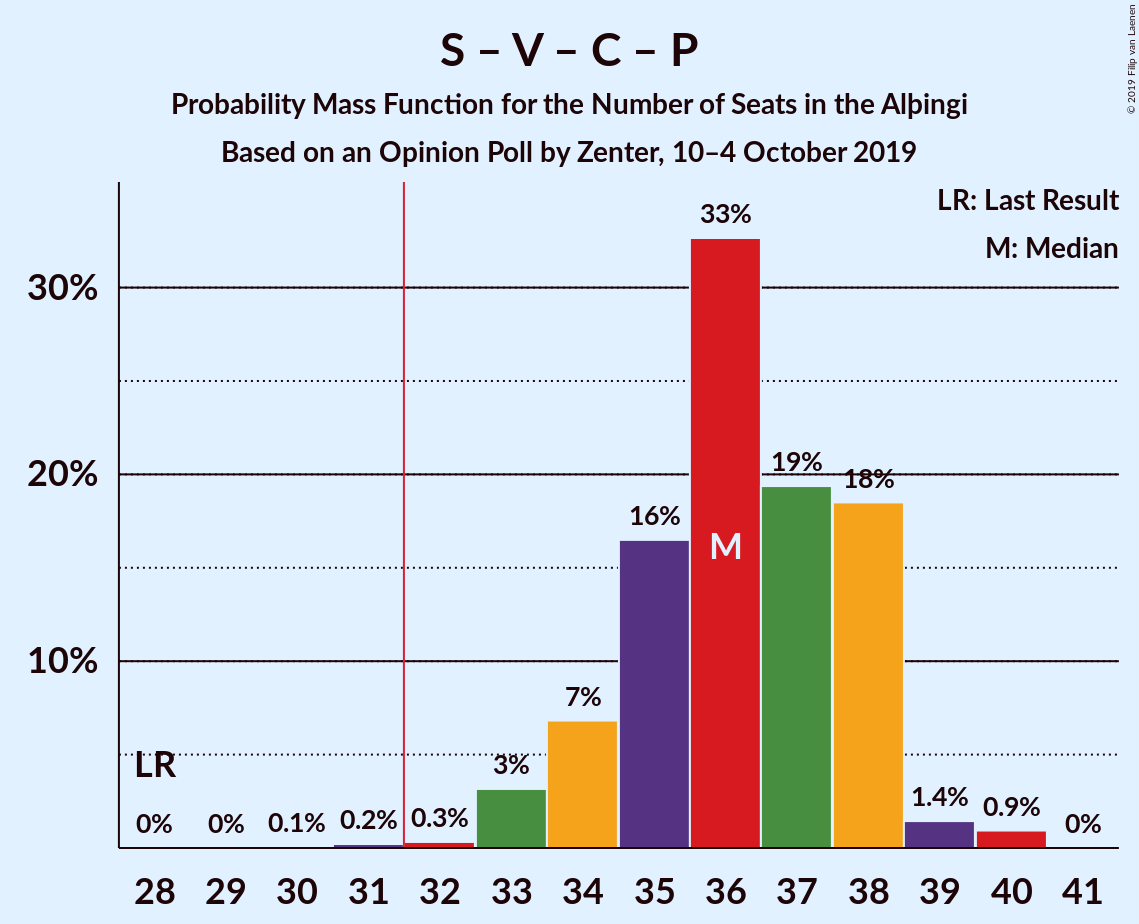 S – V – C – P
Probability Mass Function for the Number of Seats in the Alþingi
Based on an Opinion Poll by Zenter, 10–4 October 2019
© 2019 Filip van Laenen
LR: Last Result
M: Median
33%
30%
20%
19%
18%
16%
M
10%
7%
LR
3%
0%
0%
0.1%
0.2%
0.3%
1.4%
0.9%
0%
28 29 30 31 32 33 34 35 36 37 38 39 40 41